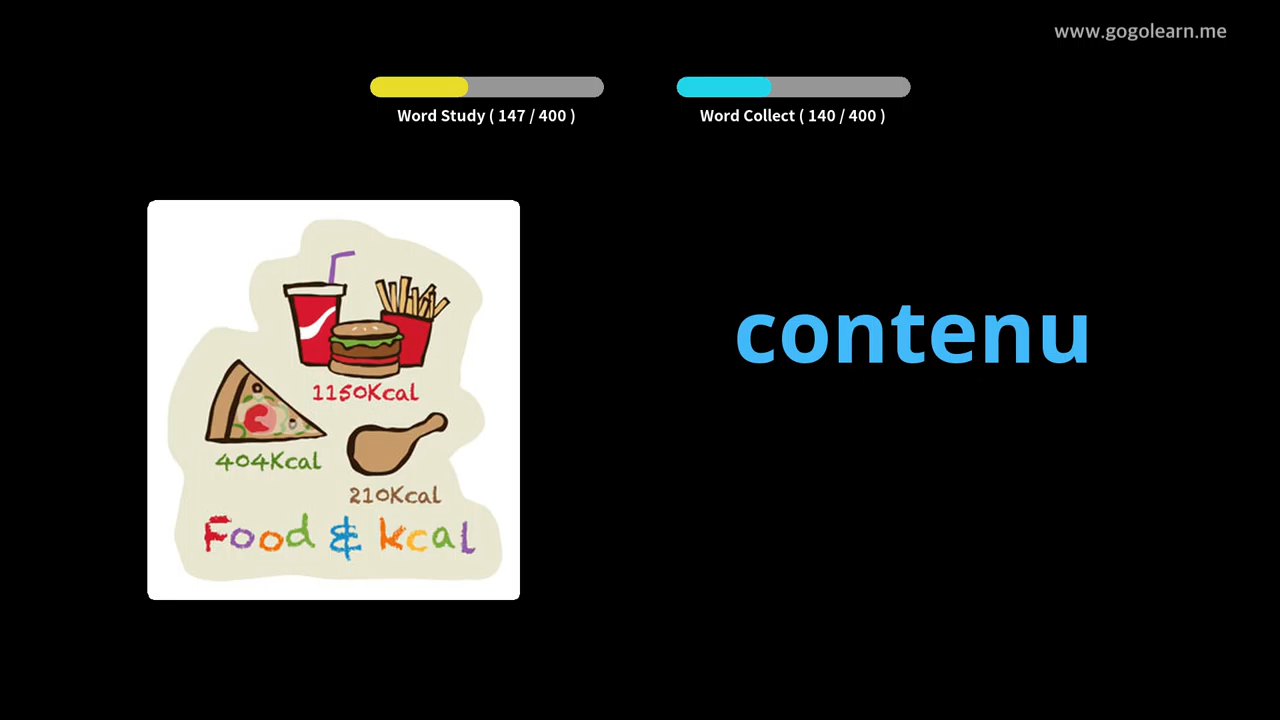 www.gogolearn.me
Word Study ( 147 / 400 )
Word Collect ( 140 / 400 )
contenu
1150Kcal
404Kcal
210Kcal
Food & kcal